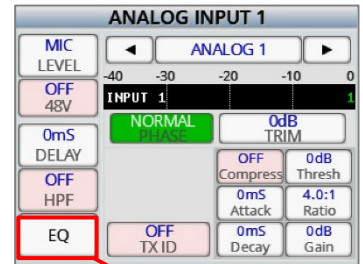 ANALOG INPUT 1
MIC
LEVEL
◄ ANALOG 1 ►
-40 -30 -20 -10 0
OFF
48V
INPUT 1 1
NORMAL
PHASE
0dB
TRIM
0mS
DELAY
OFF
Compress
0dB
Thresh
OFF
HPF
0mS
Attack
4.0:1
Ratio
EQ
OFF
TX ID
0mS
Decay
0dB
Gain